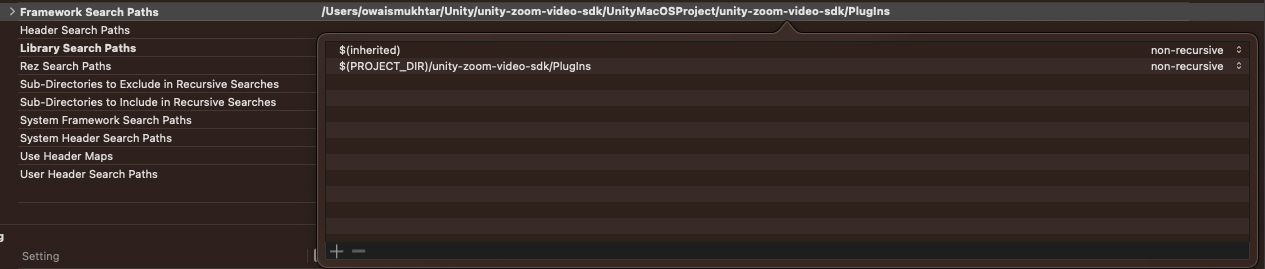 Framework Search Paths /Users/owaismukhtar/Unity/unity-zoom-video-sdk/UnityMacOSProject/unity-zoom-video-sdk/PlugIns
Header Search Paths
Library Search Paths
Rez Search Paths
Sub-Directories to Exclude in Recursive Searches
Sub-Directories to Include in Recursive Searches
System Framework Search Paths
System Header Search Paths
Use Header Maps
User Header Search Paths
$(inherited) non-recursive
$(PROJECT_DIR)/unity-zoom-video-sdk/PlugIns non-recursive
Setting